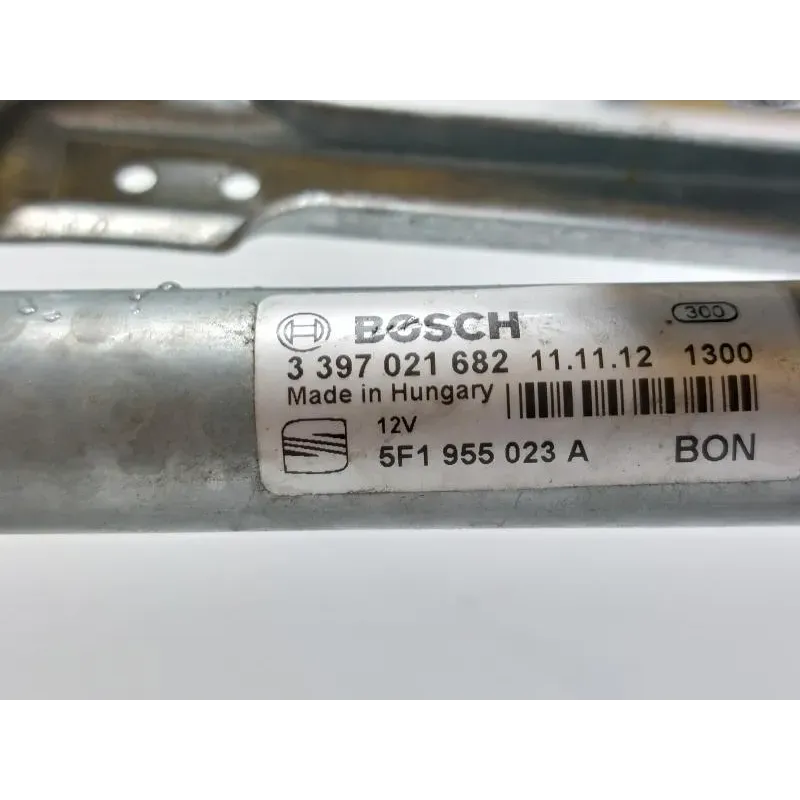 BOSCH 300
3 397 021 682 11.11.12 1300
Made in Hungary
12V
5F1 955 023 A BON